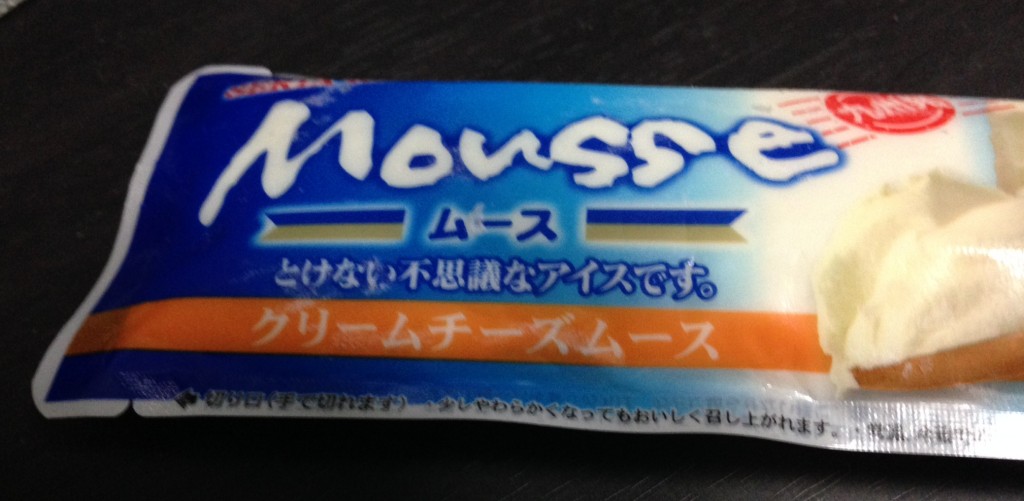 Mousse
ムース
とけない不思議なアイスです。
クリームチーズムース
切り口(手で切れます) ・少しやわらかくなってもおいしく召し上がれます。・